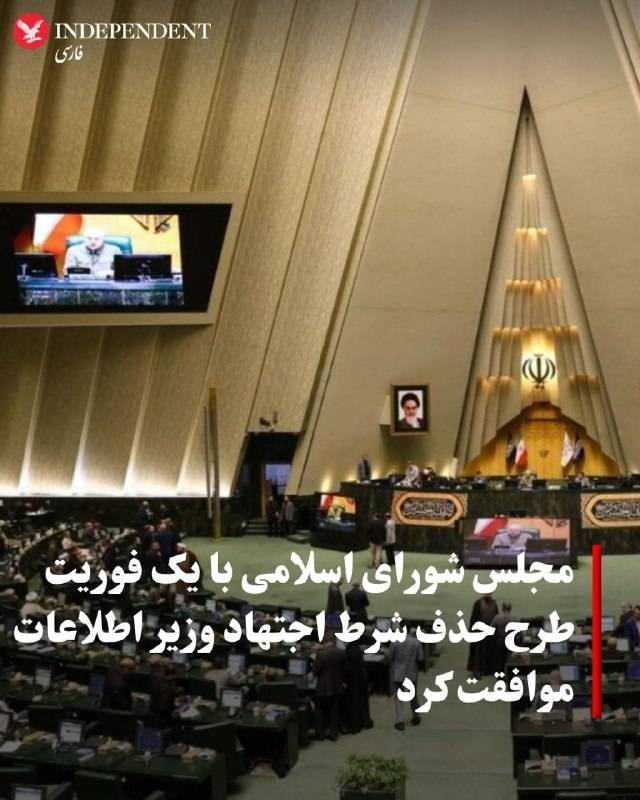 INDEPENDENT
فارسی
مجلس شورای اسلامی با یک فوریت
طرح حذف شرط اجتهاد وزیر اطلاعات
موافقت کرد